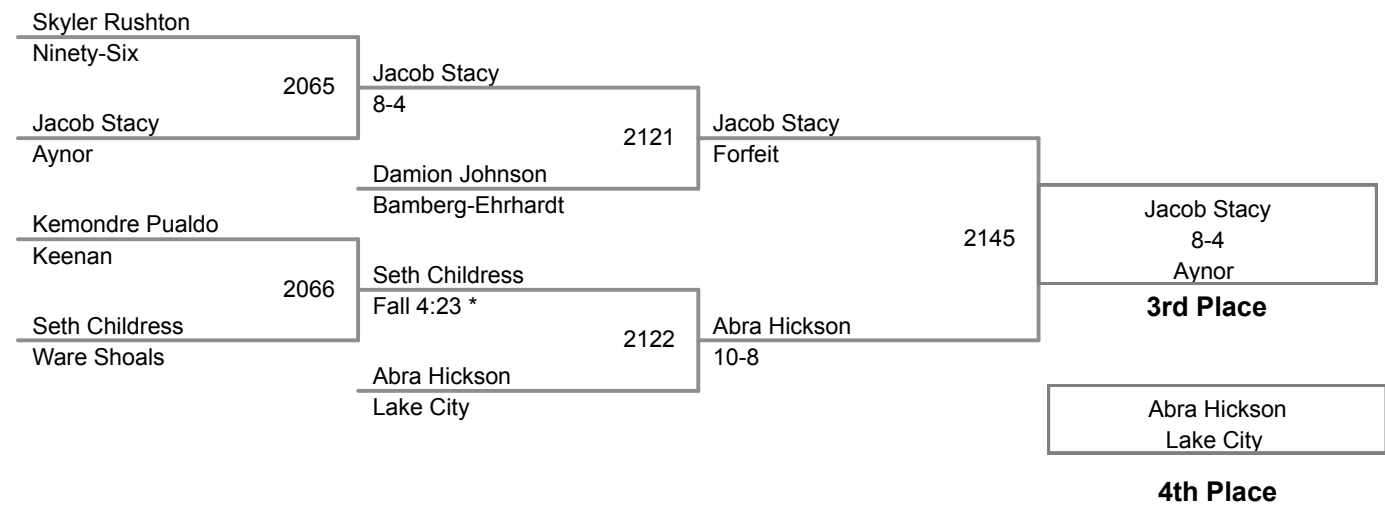 Skyler Rushton
Ninety-Six
2065
Jacob Stacy
Aynor
Kemondre Pualdo
Keenan
2066
Seth Childress
Ware Shoals
Jacob Stacy
8-4
2121
Damion Johnson
Bamberg-Ehrhardt
Seth Childress
Fall 4:23 *
2122
Abra Hickson
Lake City
Jacob Stacy
Forfeit
2145
Abra Hickson
10-8
Jacob Stacy
8-4
Aynor
3rd Place
Abra Hickson
Lake City
4th Place